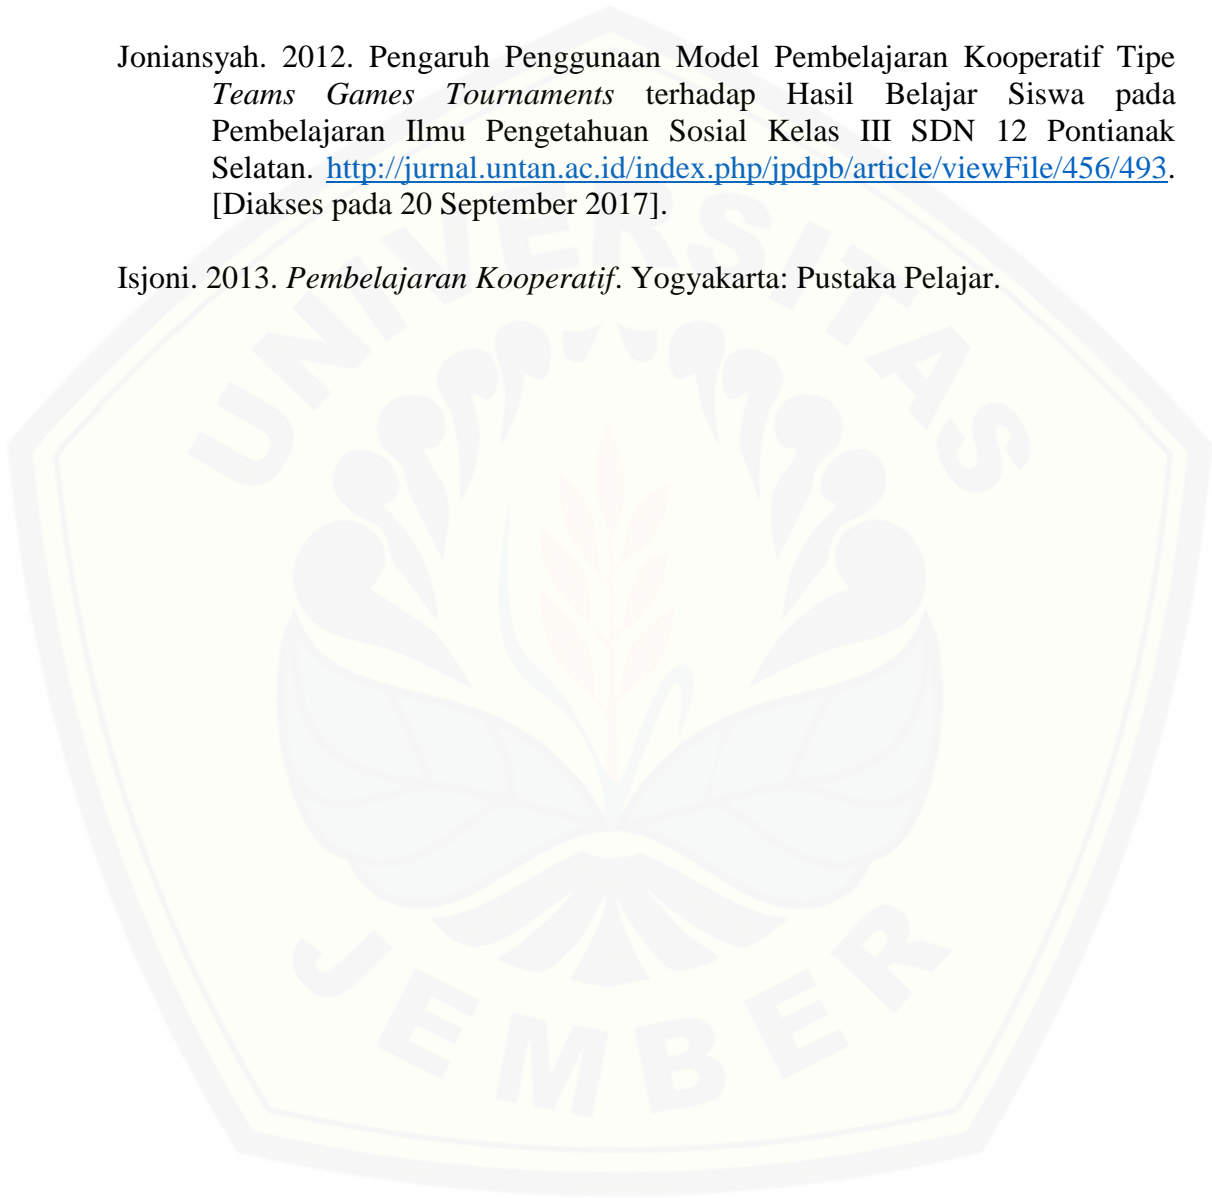 Joniansyah. 2012. Pengaruh Penggunaan Model Pembelajaran Kooperatif Tipe
Teams Games Tournaments terhadap Hasil Belajar Siswa pada
Pembelajaran Ilmu Pengetahuan Sosial Kelas III SDN 12 Pontianak
Selatan. http://jurnal.untan.ac.id/index.php/jpdpb/article/viewFile/456/493.
[Diakses pada 20 September 2017].
Isjoni. 2013. Pembelajaran Kooperatif. Yogyakarta: Pustaka Pelajar.
UNIVERSITAS
JEMBER